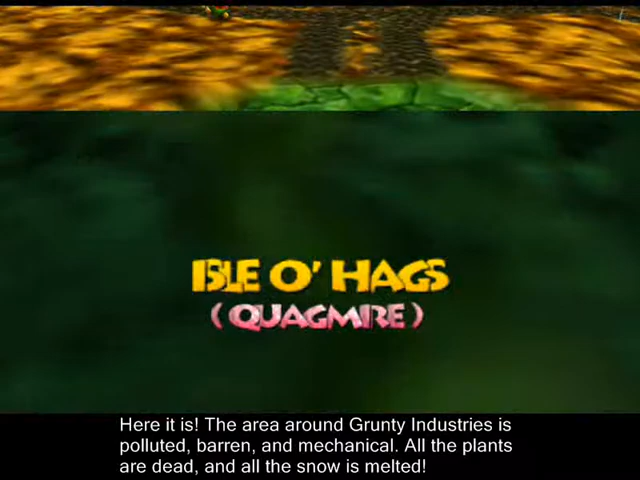 ISLE O' HAGS
(QUAGMIRE)
Here it is! The area around Grunty Industries is
polluted, barren, and mechanical. All the plants
are dead, and all the snow is melted!